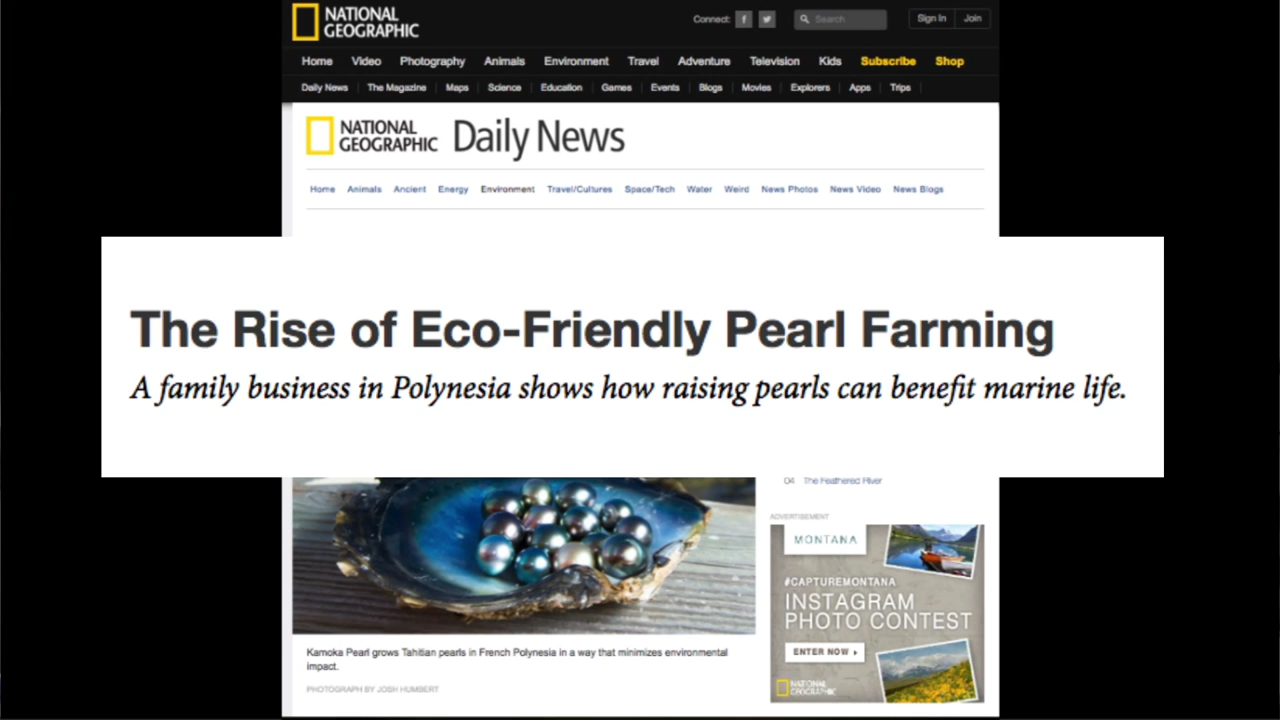 NATIONAL
GEOGRAPHIC
Connect:
Search
Sign In Join
Home Video Photography Animals Environment Travel Adventure Television Kids Subscribe Shop
Daily News The Magazine Maps Science Education Games Events Blogs Movies Explorers Apps Trips
NATIONAL
GEOGRAPHIC
Daily News
Home Animals Ancient Energy Environment Travel/Cultures Space/Tech Water Weird News Photos News Video News Blogs
The Rise of Eco-Friendly Pearl Farming
A family business in Polynesia shows how raising pearls can benefit marine life.
04 The Feathered River
ADVERTISEMENT
MONTANA
#CAPTUREMONTANA
INSTAGRAM
PHOTO CONTEST
ENTER NOW
NATIONAL
GEOGRAPHIC
Kamoka Pearl grows Tahitian pearls in French Polynesia in a way that minimizes environmental
impact.
PHOTOGRAPH BY JOSH HUMBERT